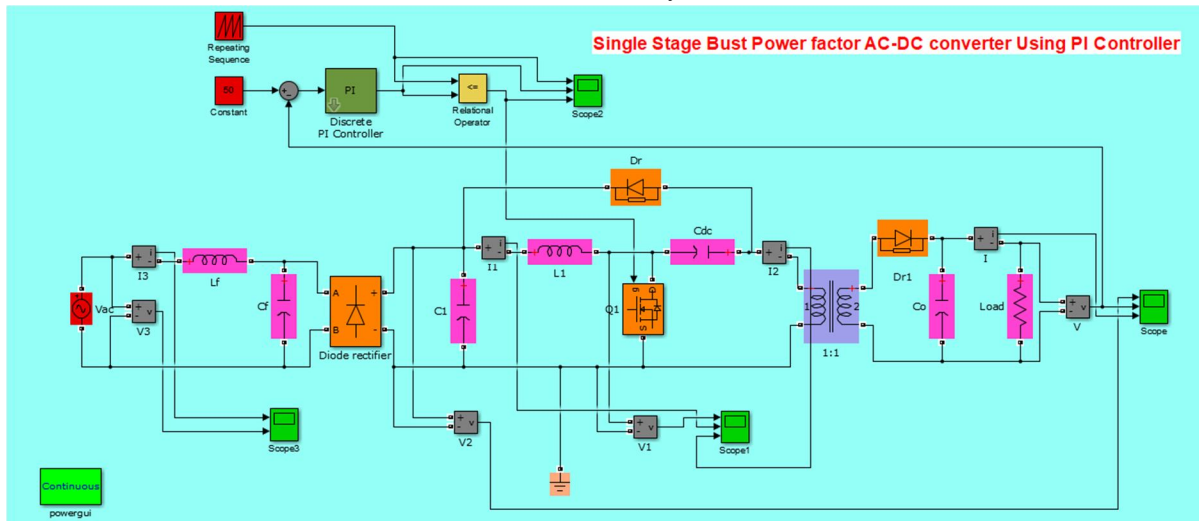 Single Stage Bust Power factor AC-DC converter Using PI Controller
Repeating
Sequence
50
Constant
+
-
PI
Discrete
PI Controller
<=
Relational
Operator
Scope2
Dr
Vac
I3
i
+
-
v
V3
Lf
Cf
A
B
+
-
Diode rectifier
C1
I1
i
+
-
L1
g
D
S
Q1
Cdc
I2
i
+
-
1
2
1:1
Dr1
Co
I
i
+
-
Load
+
-
v
V
Scope
Scope3
+
-
v
V2
+
-
v
V1
Scope1
Continuous
powergui